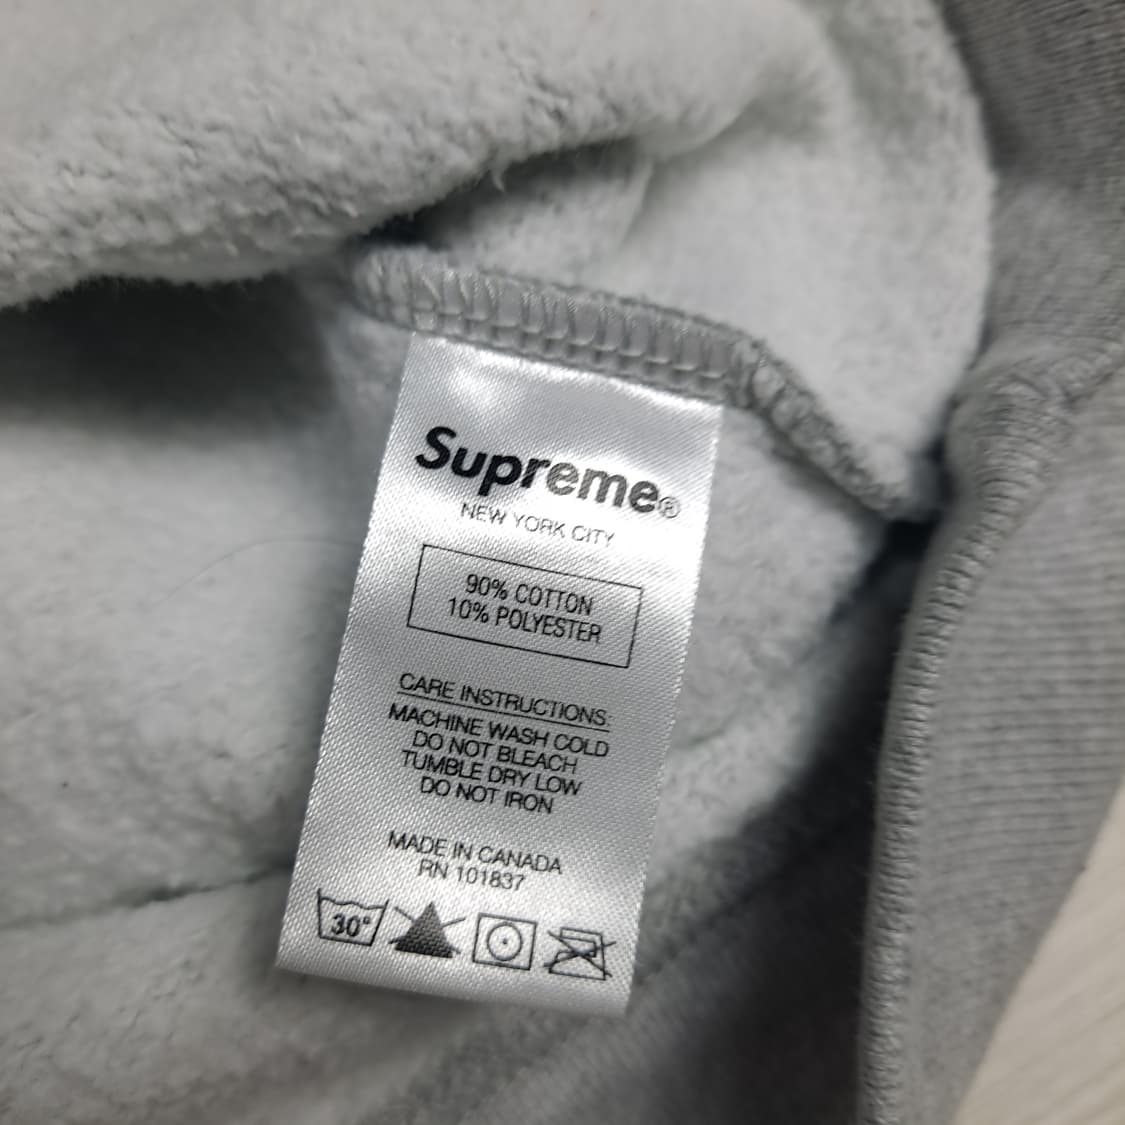 Supreme®
NEW YORK CITY
90% COTTON
10% POLYESTER
CARE INSTRUCTIONS:
MACHINE WASH COLD
DO NOT BLEACH
TUMBLE DRY LOW
DO NOT IRON
MADE IN CANADA
RN 101837
30°